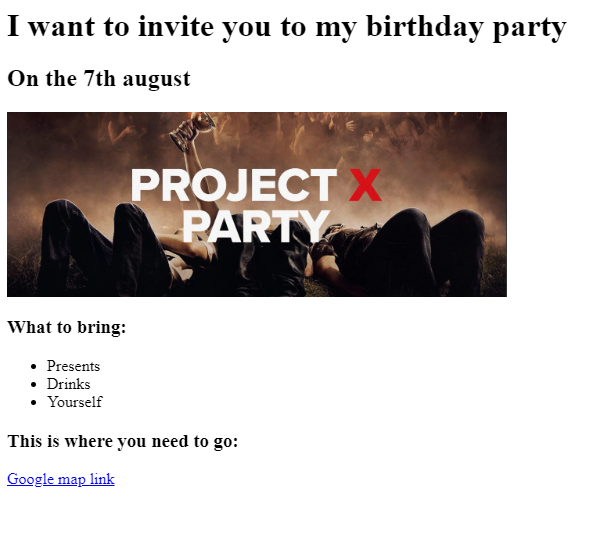 I want to invite you to my birthday party
On the 7th august
PROJECT X
PARTY
What to bring:
Presents
Drinks
Yourself
This is where you need to go:
Google map link